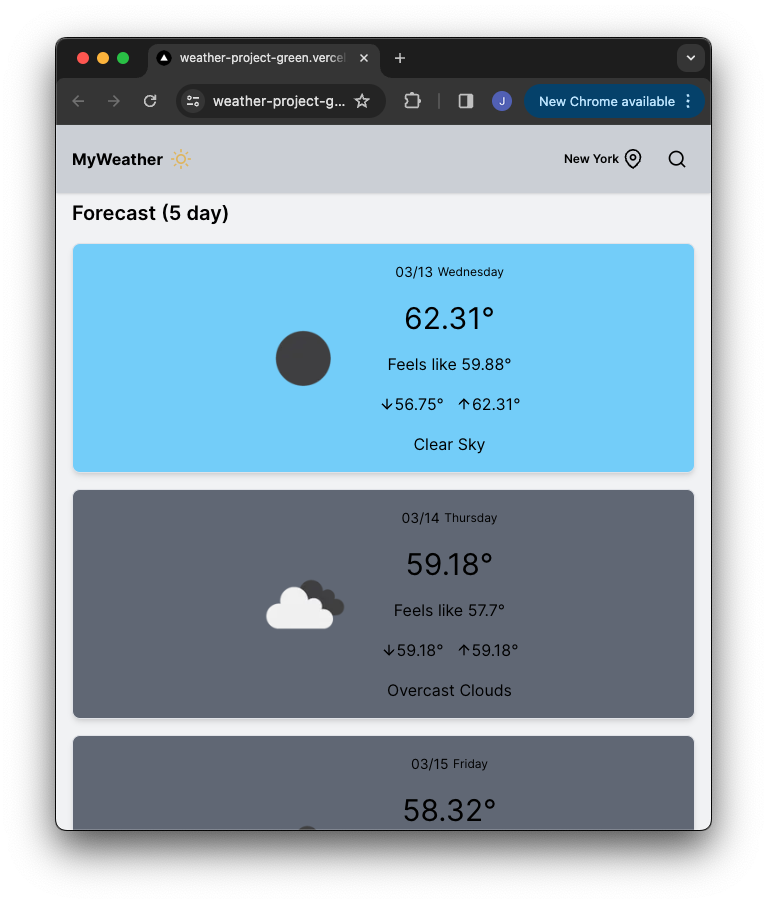 weather-project-green.vercel
weather-project-g...
J
New Chrome available
MyWeather
New York
Forecast (5 day)
03/13 Wednesday
62.31°
Feels like 59.88°
↓56.75° ↑62.31°
Clear Sky
03/14 Thursday
59.18°
Feels like 57.7°
↓59.18° ↑59.18°
Overcast Clouds
03/15 Friday
58.32°